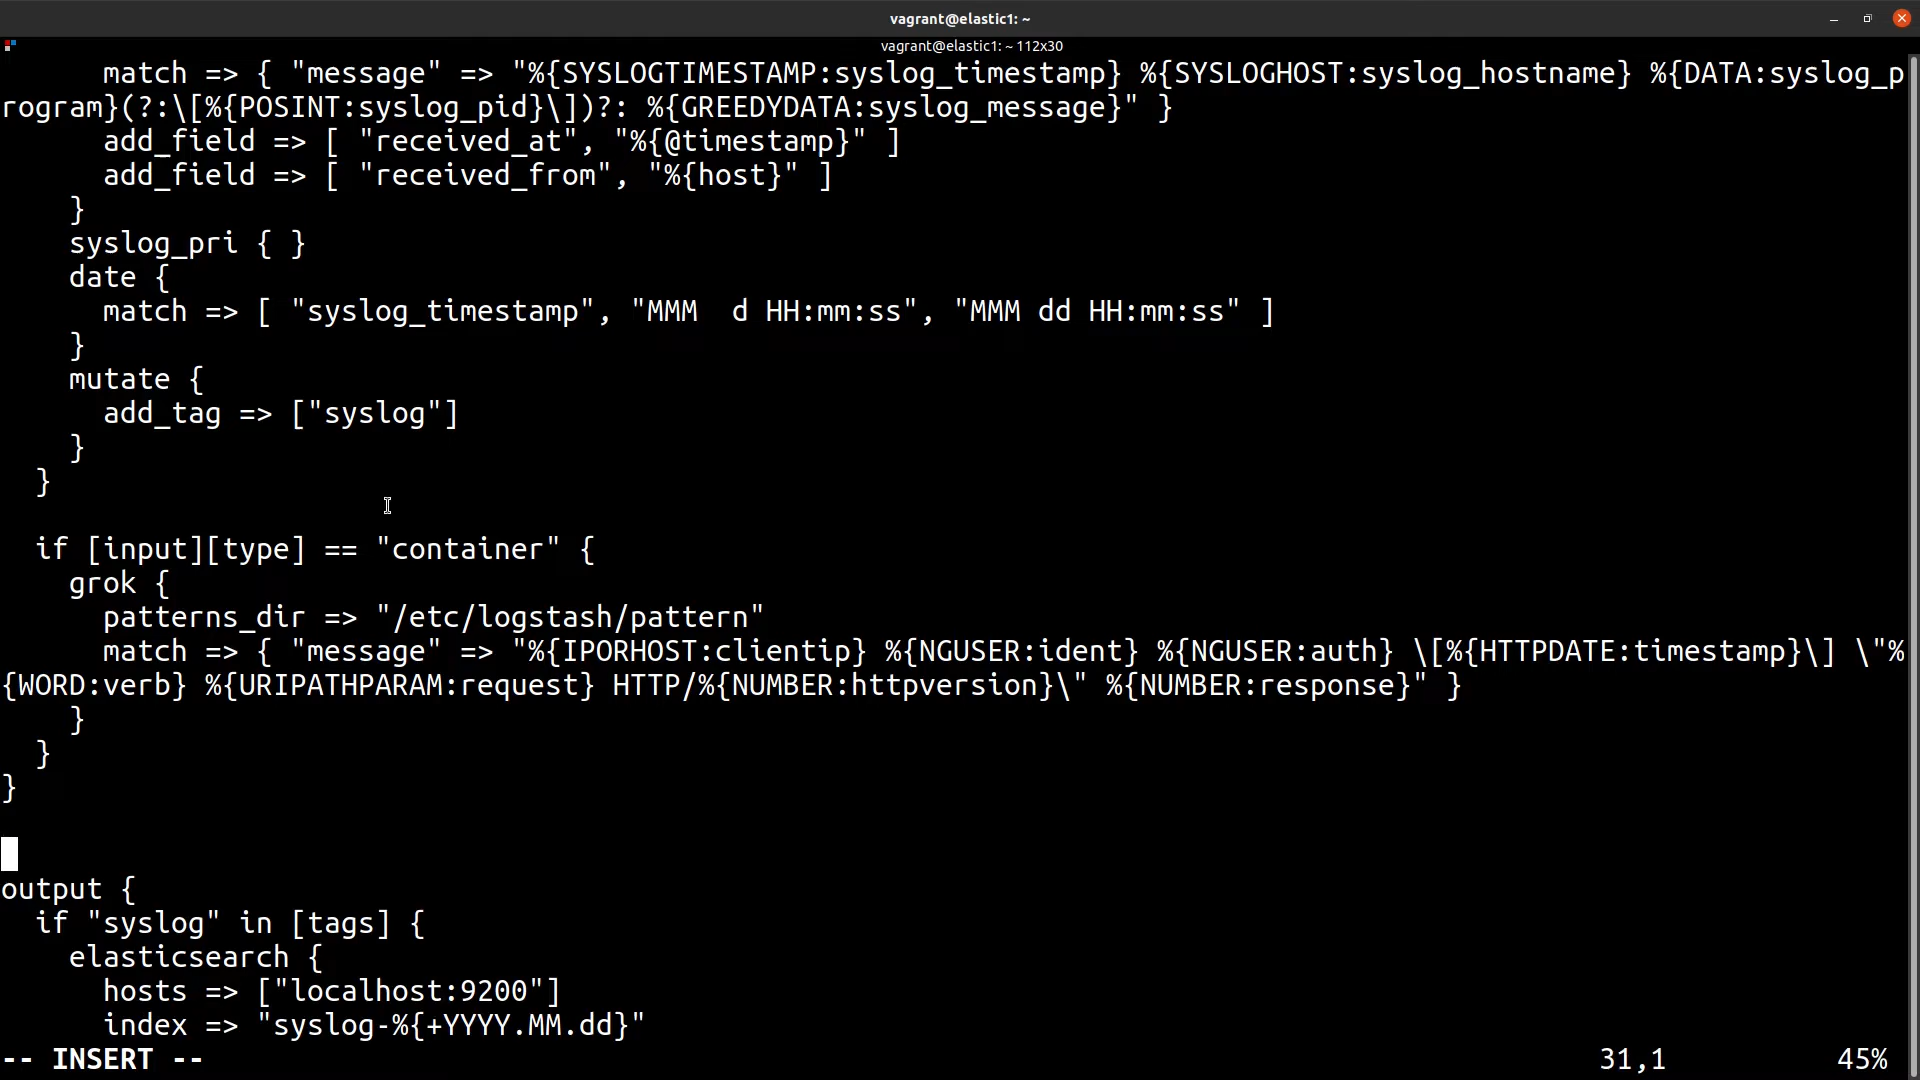 vagrant@elastic1: ~
vagrant@elastic1: ~ 112x30
      match => { "message" => "%{SYSLOGTIMESTAMP:syslog_timestamp} %{SYSLOGHOST:syslog_hostname} %{DATA:syslog_p
rogram}(?:\[%{POSINT:syslog_pid}\])?: %{GREEDYDATA:syslog_message}" }
      add_field => [ "received_at", "%{@timestamp}" ]
      add_field => [ "received_from", "%{host}" ]
    }
    syslog_pri { }
    date {
      match => [ "syslog_timestamp", "MMM  d HH:mm:ss", "MMM dd HH:mm:ss" ]
    }
    mutate {
      add_tag => ["syslog"]
    }
  }

  if [input][type] == "container" {
    grok {
      patterns_dir => "/etc/logstash/pattern"
      match => { "message" => "%{IPORHOST:clientip} %{NGUSER:ident} %{NGUSER:auth} \[%{HTTPDATE:timestamp}\] \"%
{WORD:verb} %{URIPATHPARAM:request} HTTP/%{NUMBER:httpversion}\" %{NUMBER:response}" }
    }
  }
}

output {
  if "syslog" in [tags] {
    elasticsearch {
      hosts => ["localhost:9200"]
      index => "syslog-%{+YYYY.MM.dd}"
-- INSERT -- 31,1 45%